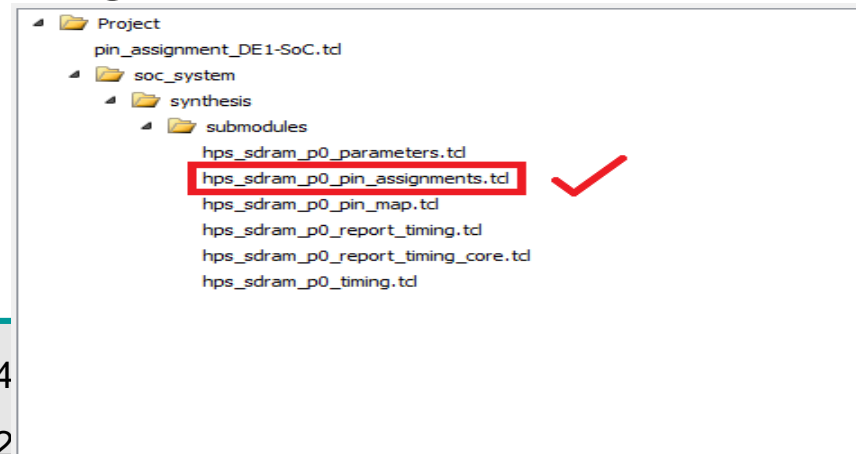 Project
pin_assignment_DE1-SoC.tcl
soc_system
synthesis
submodules
hps_sdram_p0_parameters.tcl
hps_sdram_p0_pin_assignments.tcl
hps_sdram_p0_pin_map.tcl
hps_sdram_p0_report_timing.tcl
hps_sdram_p0_report_timing_core.tcl
hps_sdram_p0_timing.tcl
4
2